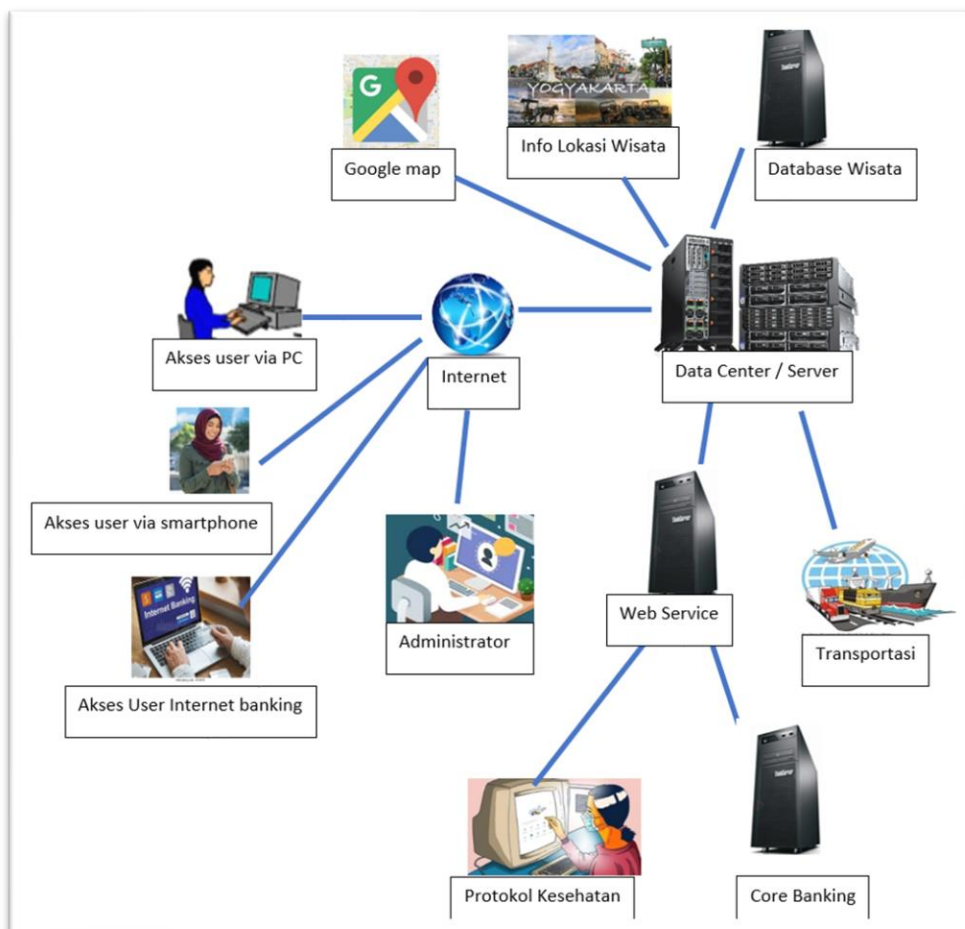 G
YOGYAKARTA
Google map
Info Lokasi Wisata
Database Wisata
Akses user via PC
Internet
Data Center / Server
Akses user via smartphone
Internet Banking
Administrator
Web Service
Transportasi
Akses User Internet banking
Protokol Kesehatan
Core Banking